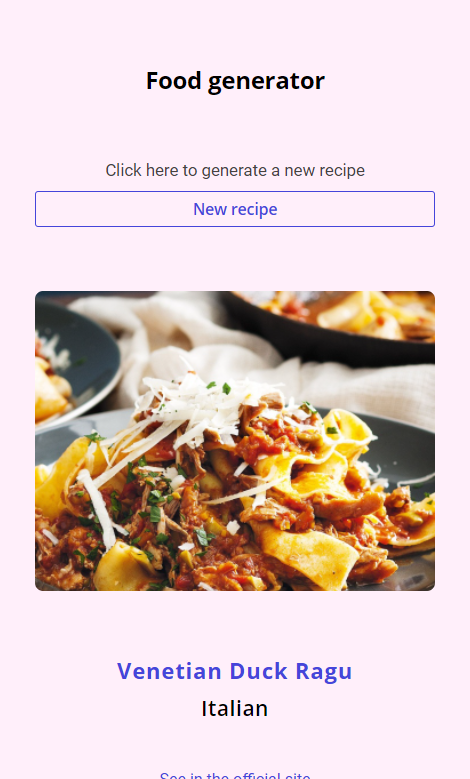 Food generator
Click here to generate a new recipe
New recipe
Venetian Duck Ragu
Italian
See in the official site